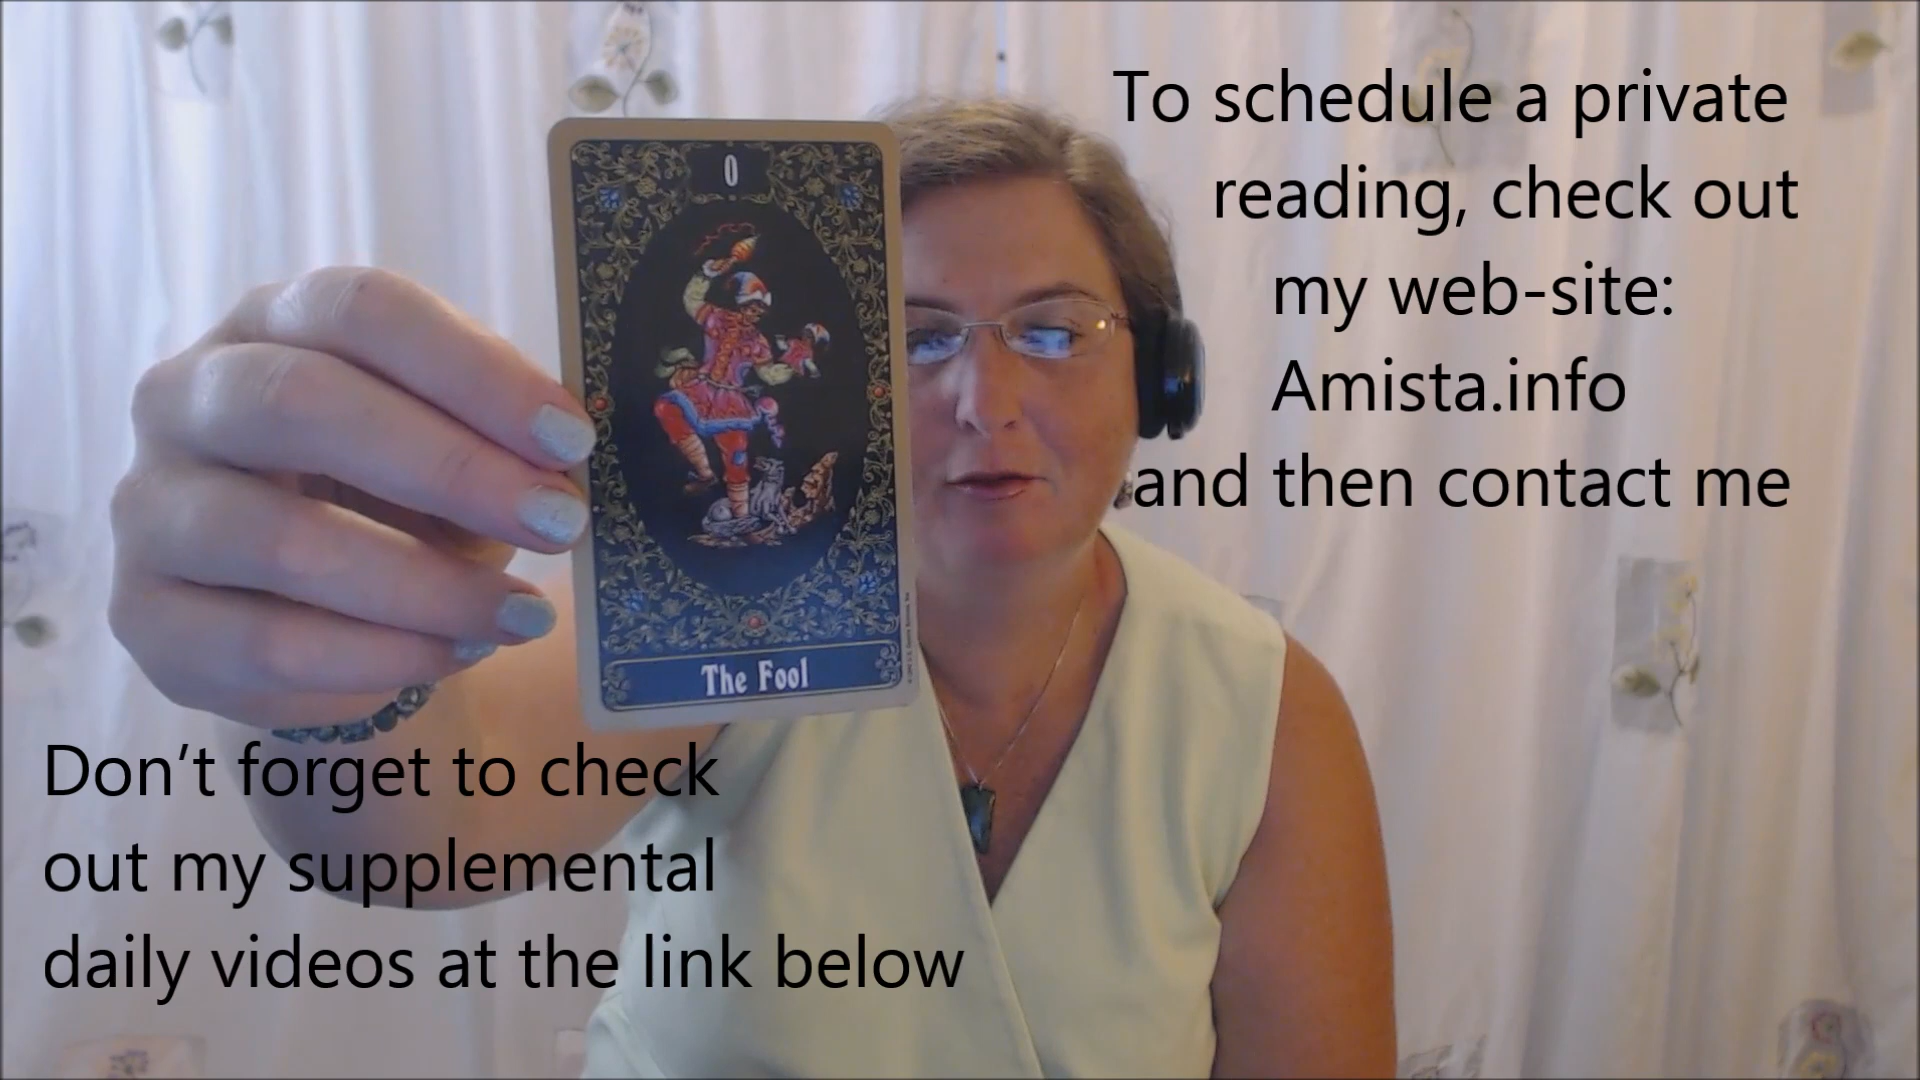 To schedule a private
reading, check out
my web-site:
Amista.info
and then contact me
0
The Fool
Don’t forget to check
out my supplemental
daily videos at the link below